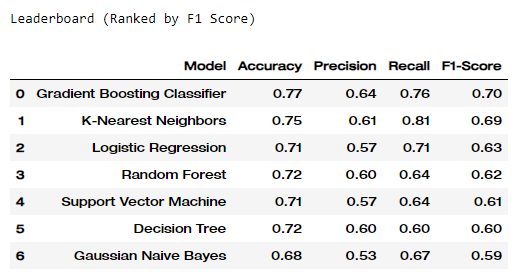 Leaderboard (Ranked by F1 Score)
Model Accuracy Precision Recall F1-Score
0 Gradient Boosting Classifier 0.77 0.64 0.76 0.70
1 K-Nearest Neighbors 0.75 0.61 0.81 0.69
2 Logistic Regression 0.71 0.57 0.71 0.63
3 Random Forest 0.72 0.60 0.64 0.62
4 Support Vector Machine 0.71 0.57 0.64 0.61
5 Decision Tree 0.72 0.60 0.60 0.60
6 Gaussian Naive Bayes 0.68 0.53 0.67 0.59